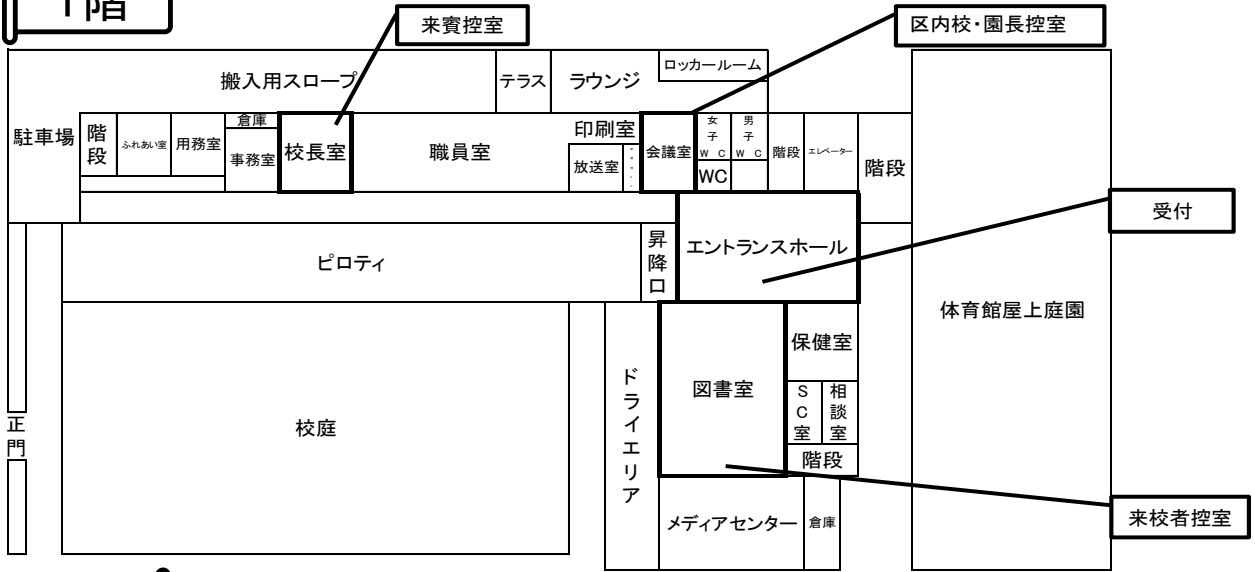 1階
来賓控室
区内校・園長控室
搬入用スロープ
テラス
ラウンジ
ロッカールーム
駐車場
階段
ふれあい室
用務室
倉庫
事務室
校長室
職員室
印刷室
放送室
会議室
女子WC
男子WC
WC
階段
エレベーター
階段
受付
エントランスホール
昇降口
ピロティ
体育館屋上庭園
保健室
図書室
ドライエリア
SC室
相談室
階段
校庭
正門
メディアセンター
倉庫
来校者控室